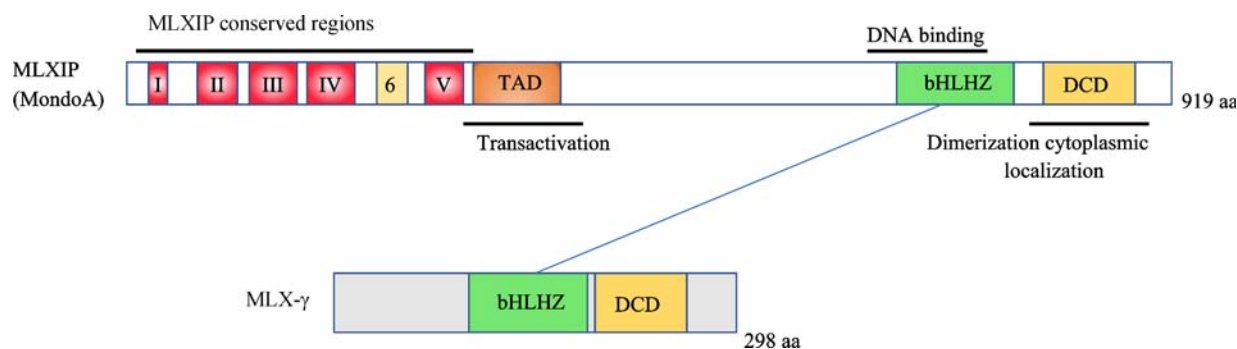 MLXIP conserved regions
DNA binding
MLXIP
(MondoA)
I II III IV 6 V TAD bHLHZ DCD
919 aa
Transactivation
Dimerization cytoplasmic
localization
MLX-γ
bHLHZ DCD
298 aa